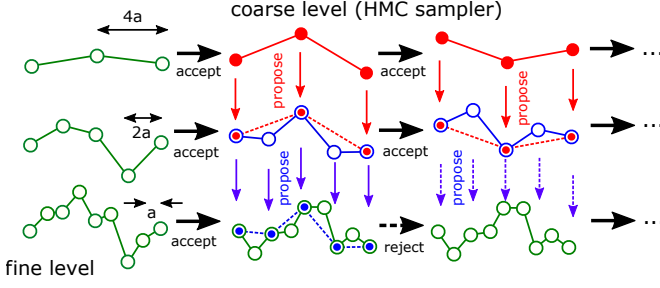 4a
coarse level (HMC sampler)
accept
accept
propose
propose
...
2a
accept
accept
propose
propose
...
a
accept
reject
...
fine level